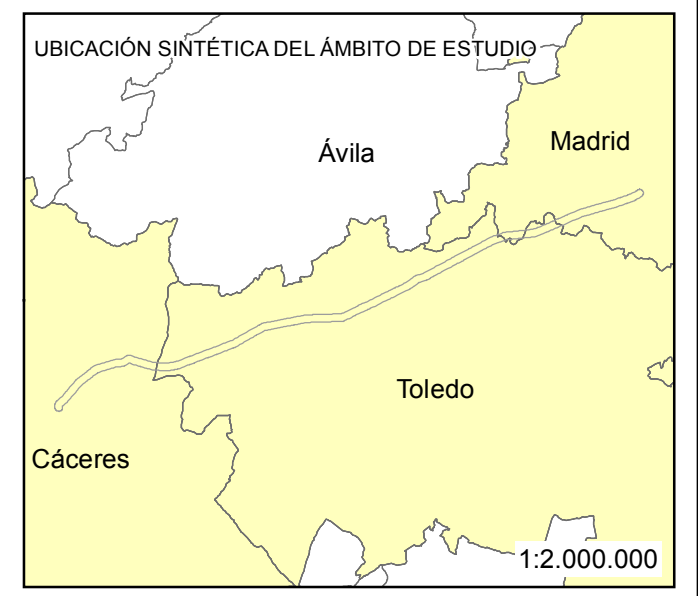 UBICACIÓN SINTÉTICA DEL ÁMBITO DE ESTUDIO
Madrid
Ávila
Toledo
Cáceres
1:2.000.000